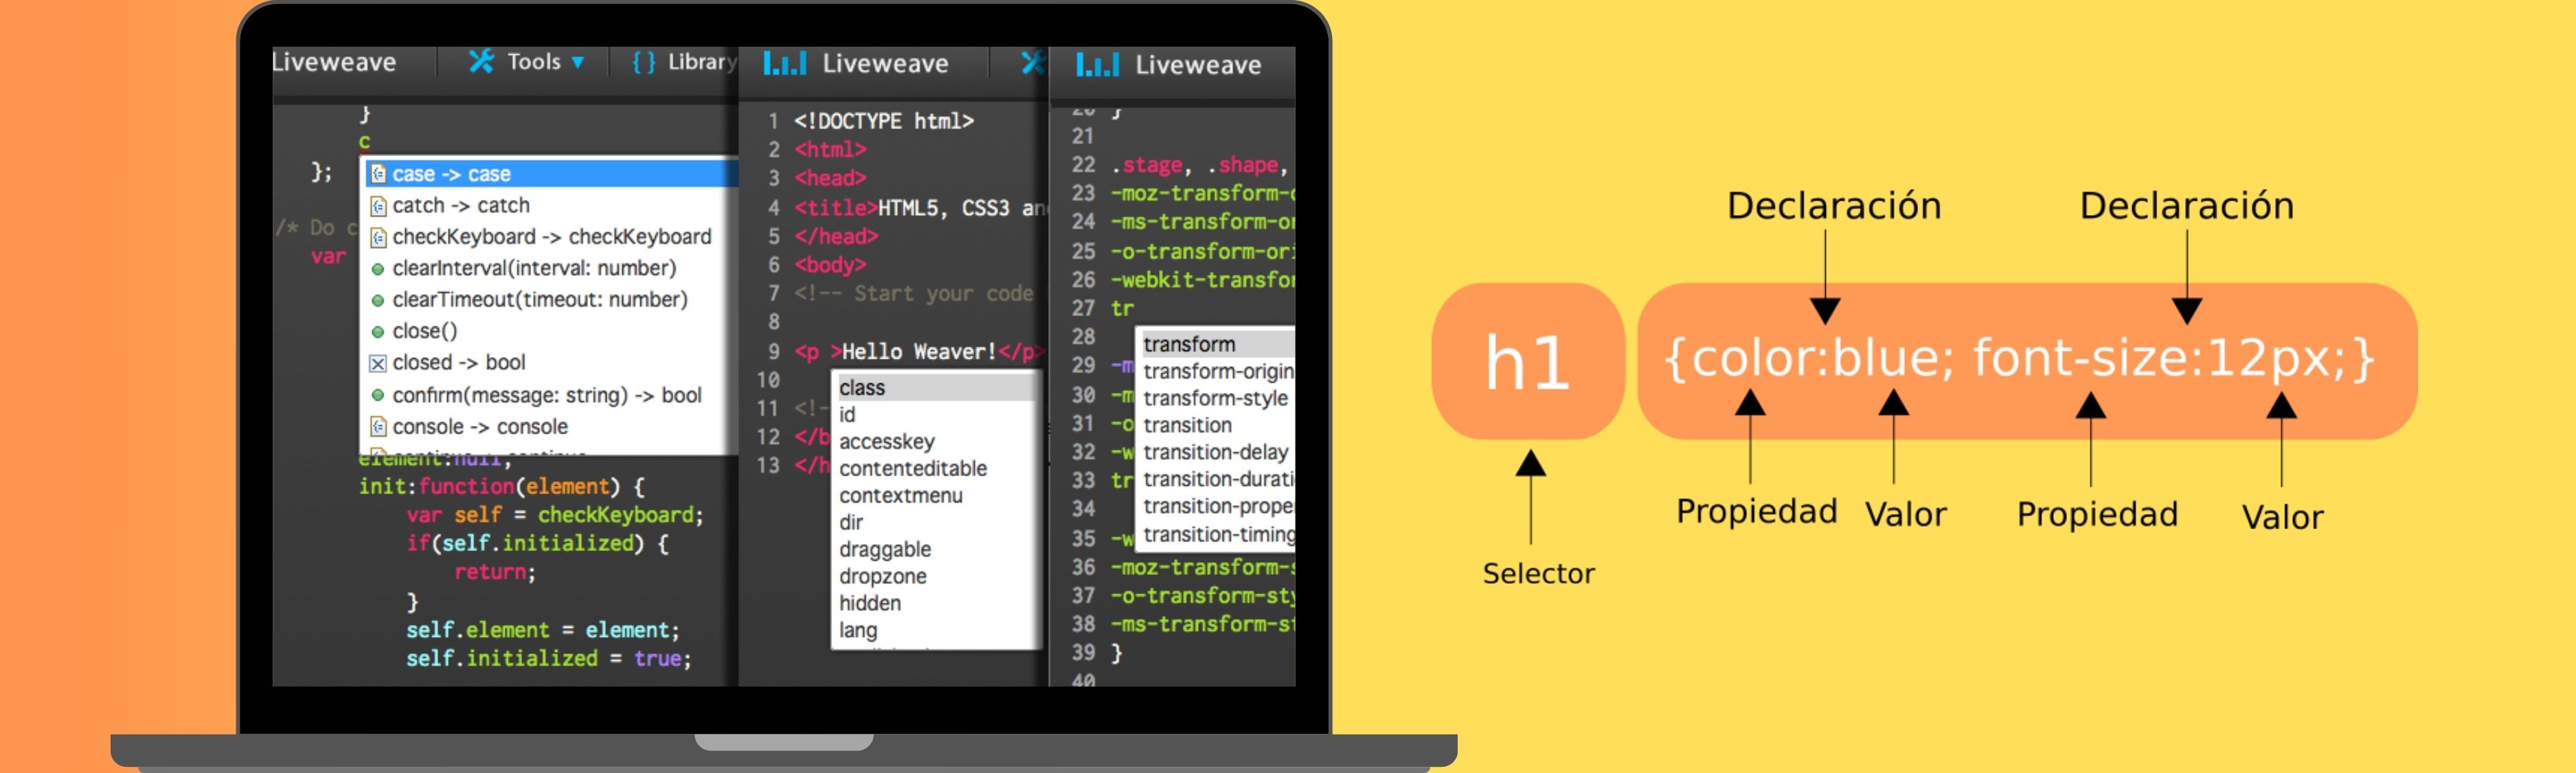 Liveweave Tools ▼ { } Library
}
c
};
case -> case
catch -> catch
/* Do c
checkKeyboard -> checkKeyboard
var
clearInterval(interval: number)
clearTimeout(timeout: number)
close()
closed -> bool
confirm(message: string) -> bool
console -> console
element:null,
init:function(element) {
var self = checkKeyboard;
if(self.initialized) {
return;
}
self.element = element;
self.initialized = true;
Liveweave
1 <!DOCTYPE html>
2 <html>
3 <head>
4 <title>HTML5, CSS3 an
5 </head>
6 <body>
7 <!-- Start your code
8
9 <p >Hello Weaver!</p>
10
11 <!-
12 </b
13 </h
class
id
accesskey
contenteditable
contextmenu
dir
draggable
dropzone
hidden
lang
Liveweave
20 }
21
22 .stage, .shape,
23 -moz-transform-o
24 -ms-transform-or
25 -o-transform-ori
26 -webkit-transfor
27 tr
28
29 -m
30 -m
31 -o
32 -w
33 tr
34
35 -w
36 -moz-transform-s
37 -o-transform-sty
38 -ms-transform-st
39 }
40
transform
transform-origin
transform-style
transition
transition-delay
transition-durati
transition-prope
transition-timing
Declaración Declaración
h1 {color:blue; font-size:12px;}
Propiedad Valor Propiedad Valor
Selector